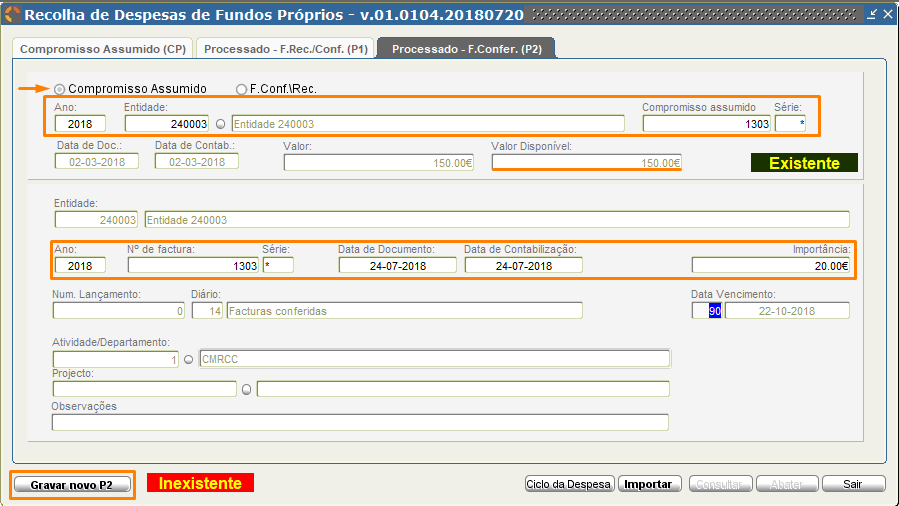 Recolha de Despesas de Fundos Próprios - v.01.0104.20180720
Compromisso Assumido (CP) Processado - F.Rec./Conf. (P1) Processado - F.Confer. (P2)
Compromisso Assumido F.Conf.\Rec.
Ano: Entidade: Compromisso assumido Série:
2018 240003 Entidade 240003 1303 *
Data de Doc.: Data de Contab.: Valor: Valor Disponível:
02-03-2018 02-03-2018 150.00€ 150.00€ Existente
Entidade:
240003 Entidade 240003
Ano: Nº de factura: Série: Data de Documento: Data de Contabilização: Importância:
2018 1303 * 24-07-2018 24-07-2018 20.00€
Num. Lançamento: Diário: Data Vencimento:
0 14 Facturas conferidas 90 22-10-2018
Atividade/Departamento:
1 CMRCC
Projecto:
Observações
Gravar novo P2 Inexistente Ciclo da Despesa Importar Consultar Abater Sair